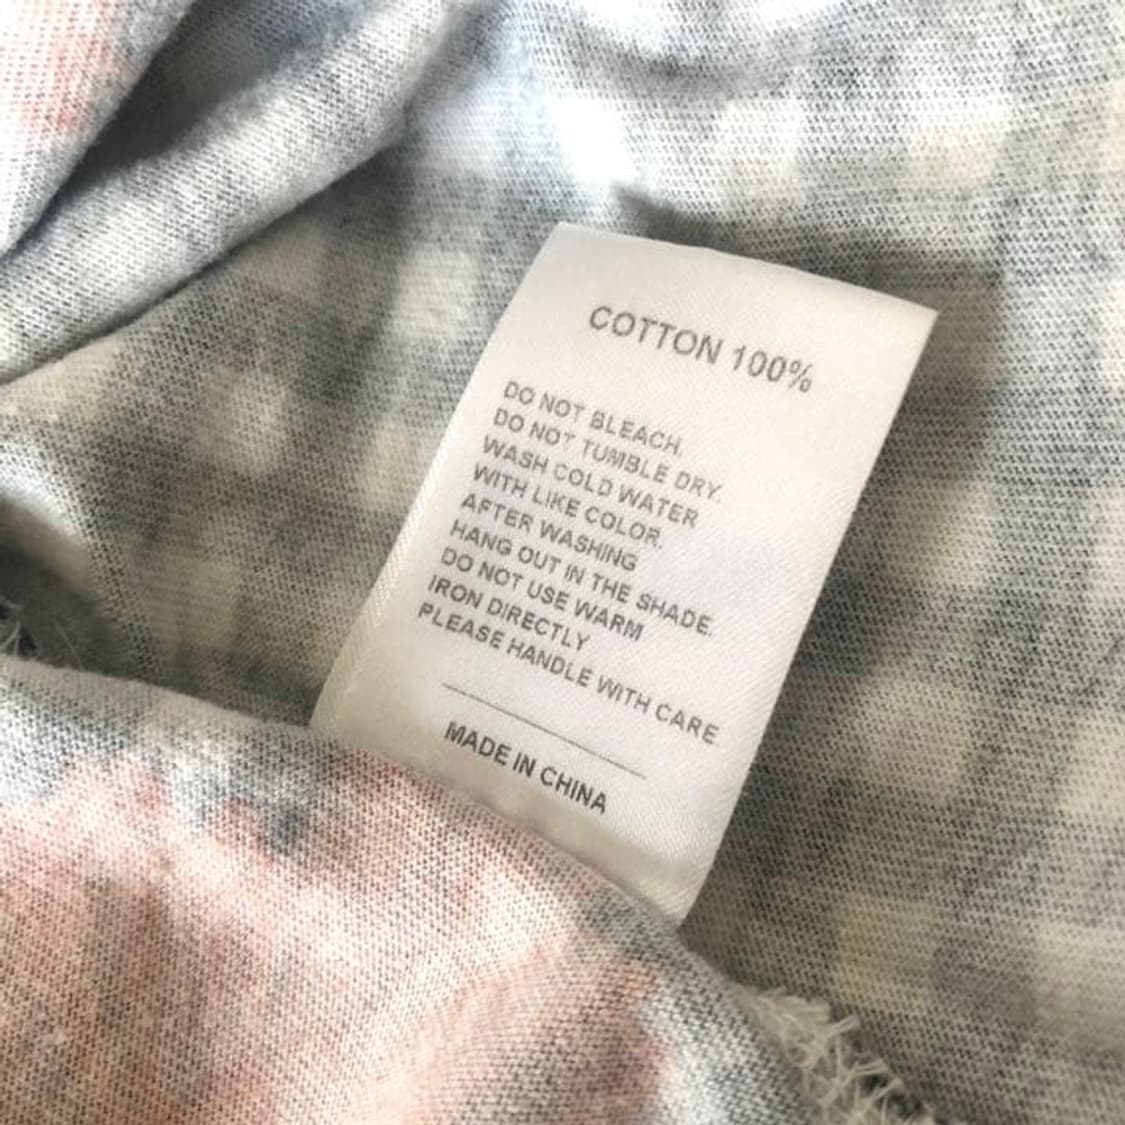 COTTON 100%
DO NOT BLEACH,
DO NOT TUMBLE DRY.
WASH COLD WATER
WITH LIKE COLOR.
AFTER WASHING
HANG OUT IN THE SHADE.
DO NOT USE WARM
IRON DIRECTLY
PLEASE HANDLE WITH CARE
MADE IN CHINA